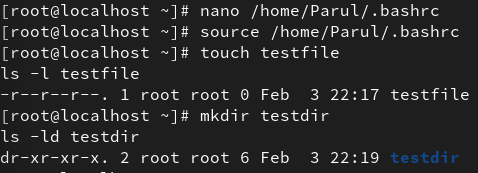 [root@localhost ~]# nano /home/Parul/.bashrc
[root@localhost ~]# source /home/Parul/.bashrc
[root@localhost ~]# touch testfile
ls -l testfile
-r--r--r--. 1 root root 0 Feb  3 22:17 testfile
[root@localhost ~]# mkdir testdir
ls -ld testdir
dr-xr-xr-x. 2 root root 6 Feb  3 22:19 testdir